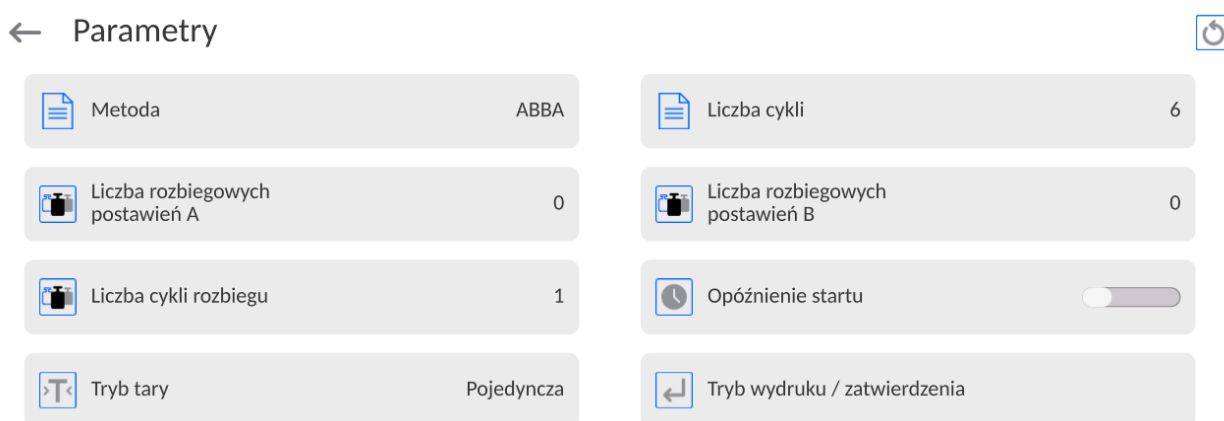 Parametry
Metoda ABBA
Liczba cykli 6
Liczba rozbiegowych
postawień A 0
Liczba rozbiegowych
postawień B 0
Liczba cykli rozbiegu 1
Opóźnienie startu
Tryb tary Pojedyncza
Tryb wydruku / zatwierdzenia